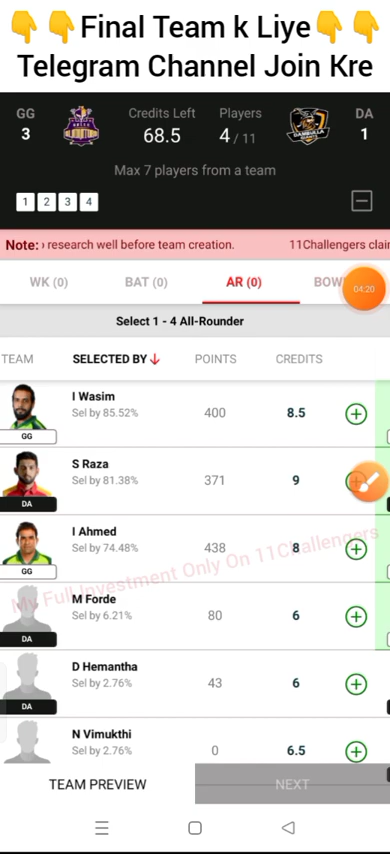 👇👇Final Team k Liye👇👇
Telegram Channel Join Kre
GG Credits Left Players DA
3 68.5 4 / 11 1
Max 7 players from a team
1 2 3 4
Note: research well before team creation. 11Challengers clai
WK (0) BAT (0) AR (0) BOW
04:20
Select 1 - 4 All-Rounder
TEAM SELECTED BY POINTS CREDITS
I Wasim
Sel by 85.52% 400 8.5
GG
S Raza
Sel by 81.38% 371 9
DA
I Ahmed
Sel by 74.48% 438 8
GG
My Full Investment Only On 11Challengers
M Forde
Sel by 6.21% 80 6
DA
D Hemantha
Sel by 2.76% 43 6
DA
N Vimukthi
Sel by 2.76% 0 6.5
TEAM PREVIEW NEXT